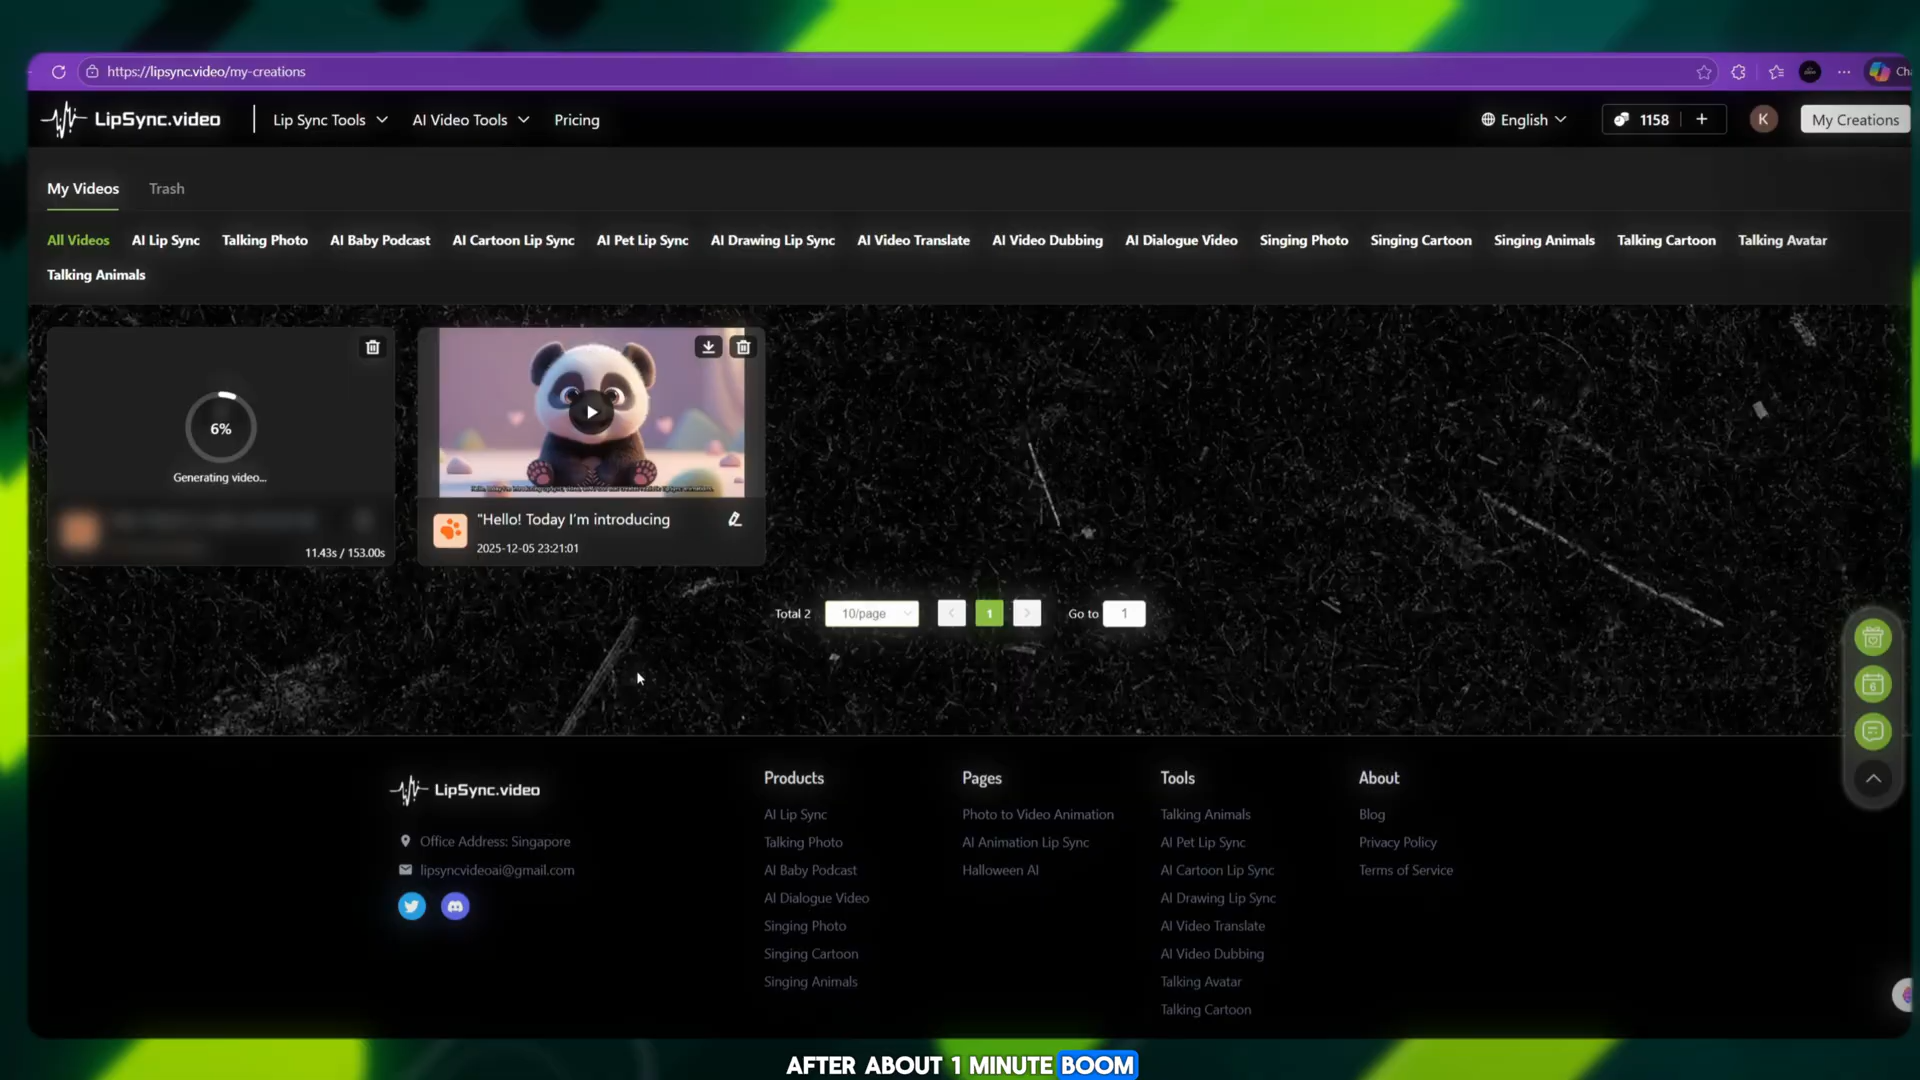 https://lipsync.video/my-creations
LipSync.video
Lip Sync Tools
AI Video Tools
Pricing
English
1158
K
My Creations
My Videos
Trash
All Videos
AI Lip Sync
Talking Photo
AI Baby Podcast
AI Cartoon Lip Sync
AI Pet Lip Sync
AI Drawing Lip Sync
AI Video Translate
AI Video Dubbing
AI Dialogue Video
Singing Photo
Singing Cartoon
Singing Animals
Talking Cartoon
Talking Avatar
Talking Animals
6%
Generating video...
11.43s / 153.00s
"Hello! Today I'm introducing
2025-12-05 23:21:01
Total 2
10/page
1
Go to
1
6
LipSync.video
Office Address: Singapore
lipsyncvideoai@gmail.com
Products
AI Lip Sync
Talking Photo
AI Baby Podcast
AI Dialogue Video
Singing Photo
Singing Cartoon
Singing Animals
Pages
Photo to Video Animation
AI Animation Lip Sync
Halloween AI
Tools
Talking Animals
AI Pet Lip Sync
AI Cartoon Lip Sync
AI Drawing Lip Sync
AI Video Translate
AI Video Dubbing
Talking Avatar
Talking Cartoon
About
Blog
Privacy Policy
Terms of Service
AFTER ABOUT 1 MINUTE BOOM